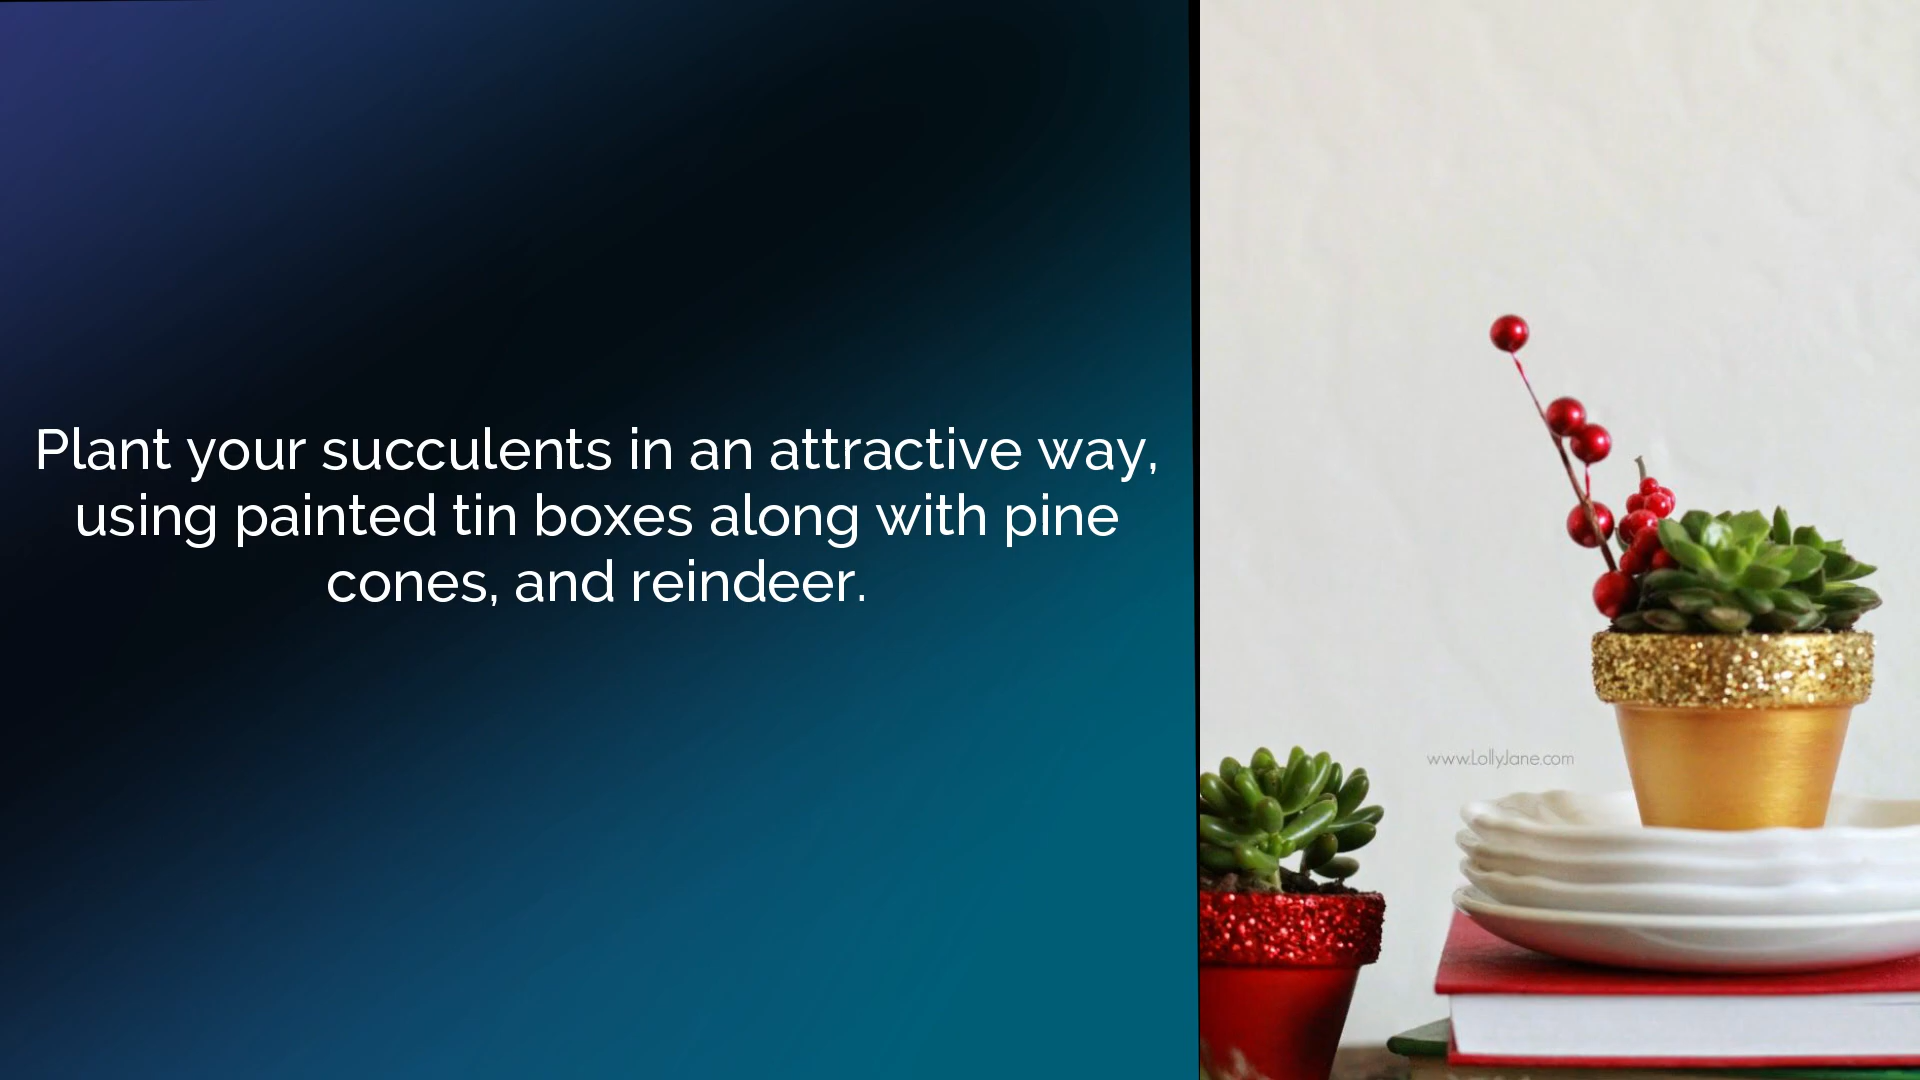 Plant your succulents in an attractive way,
using painted tin boxes along with pine
cones, and reindeer.
www.LollyJane.com